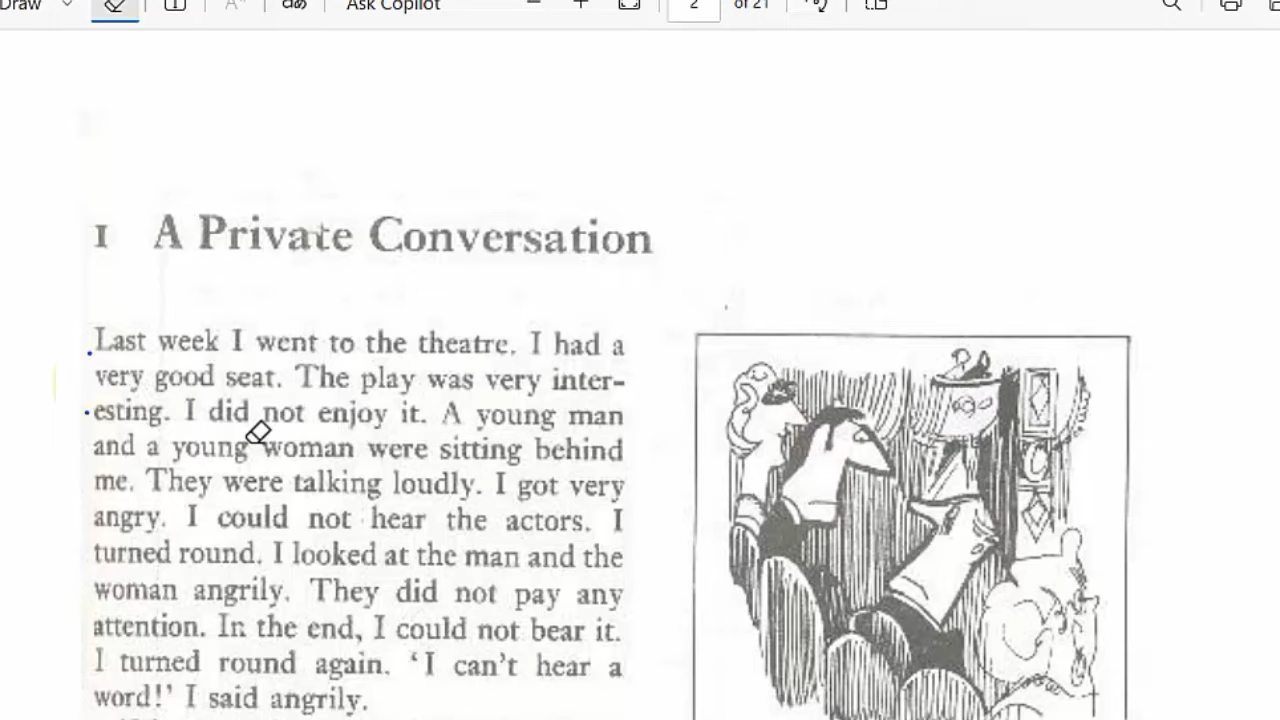 Draw
Ask Copilot
2 of 21
1 A Private Conversation
Last week I went to the theatre. I had a
very good seat. The play was very inter-
esting. I did not enjoy it. A young man
and a young woman were sitting behind
me. They were talking loudly. I got very
angry. I could not hear the actors. I
turned round. I looked at the man and the
woman angrily. They did not pay any
attention. In the end, I could not bear it.
I turned round again. ‘I can’t hear a
word!’ I said angrily.